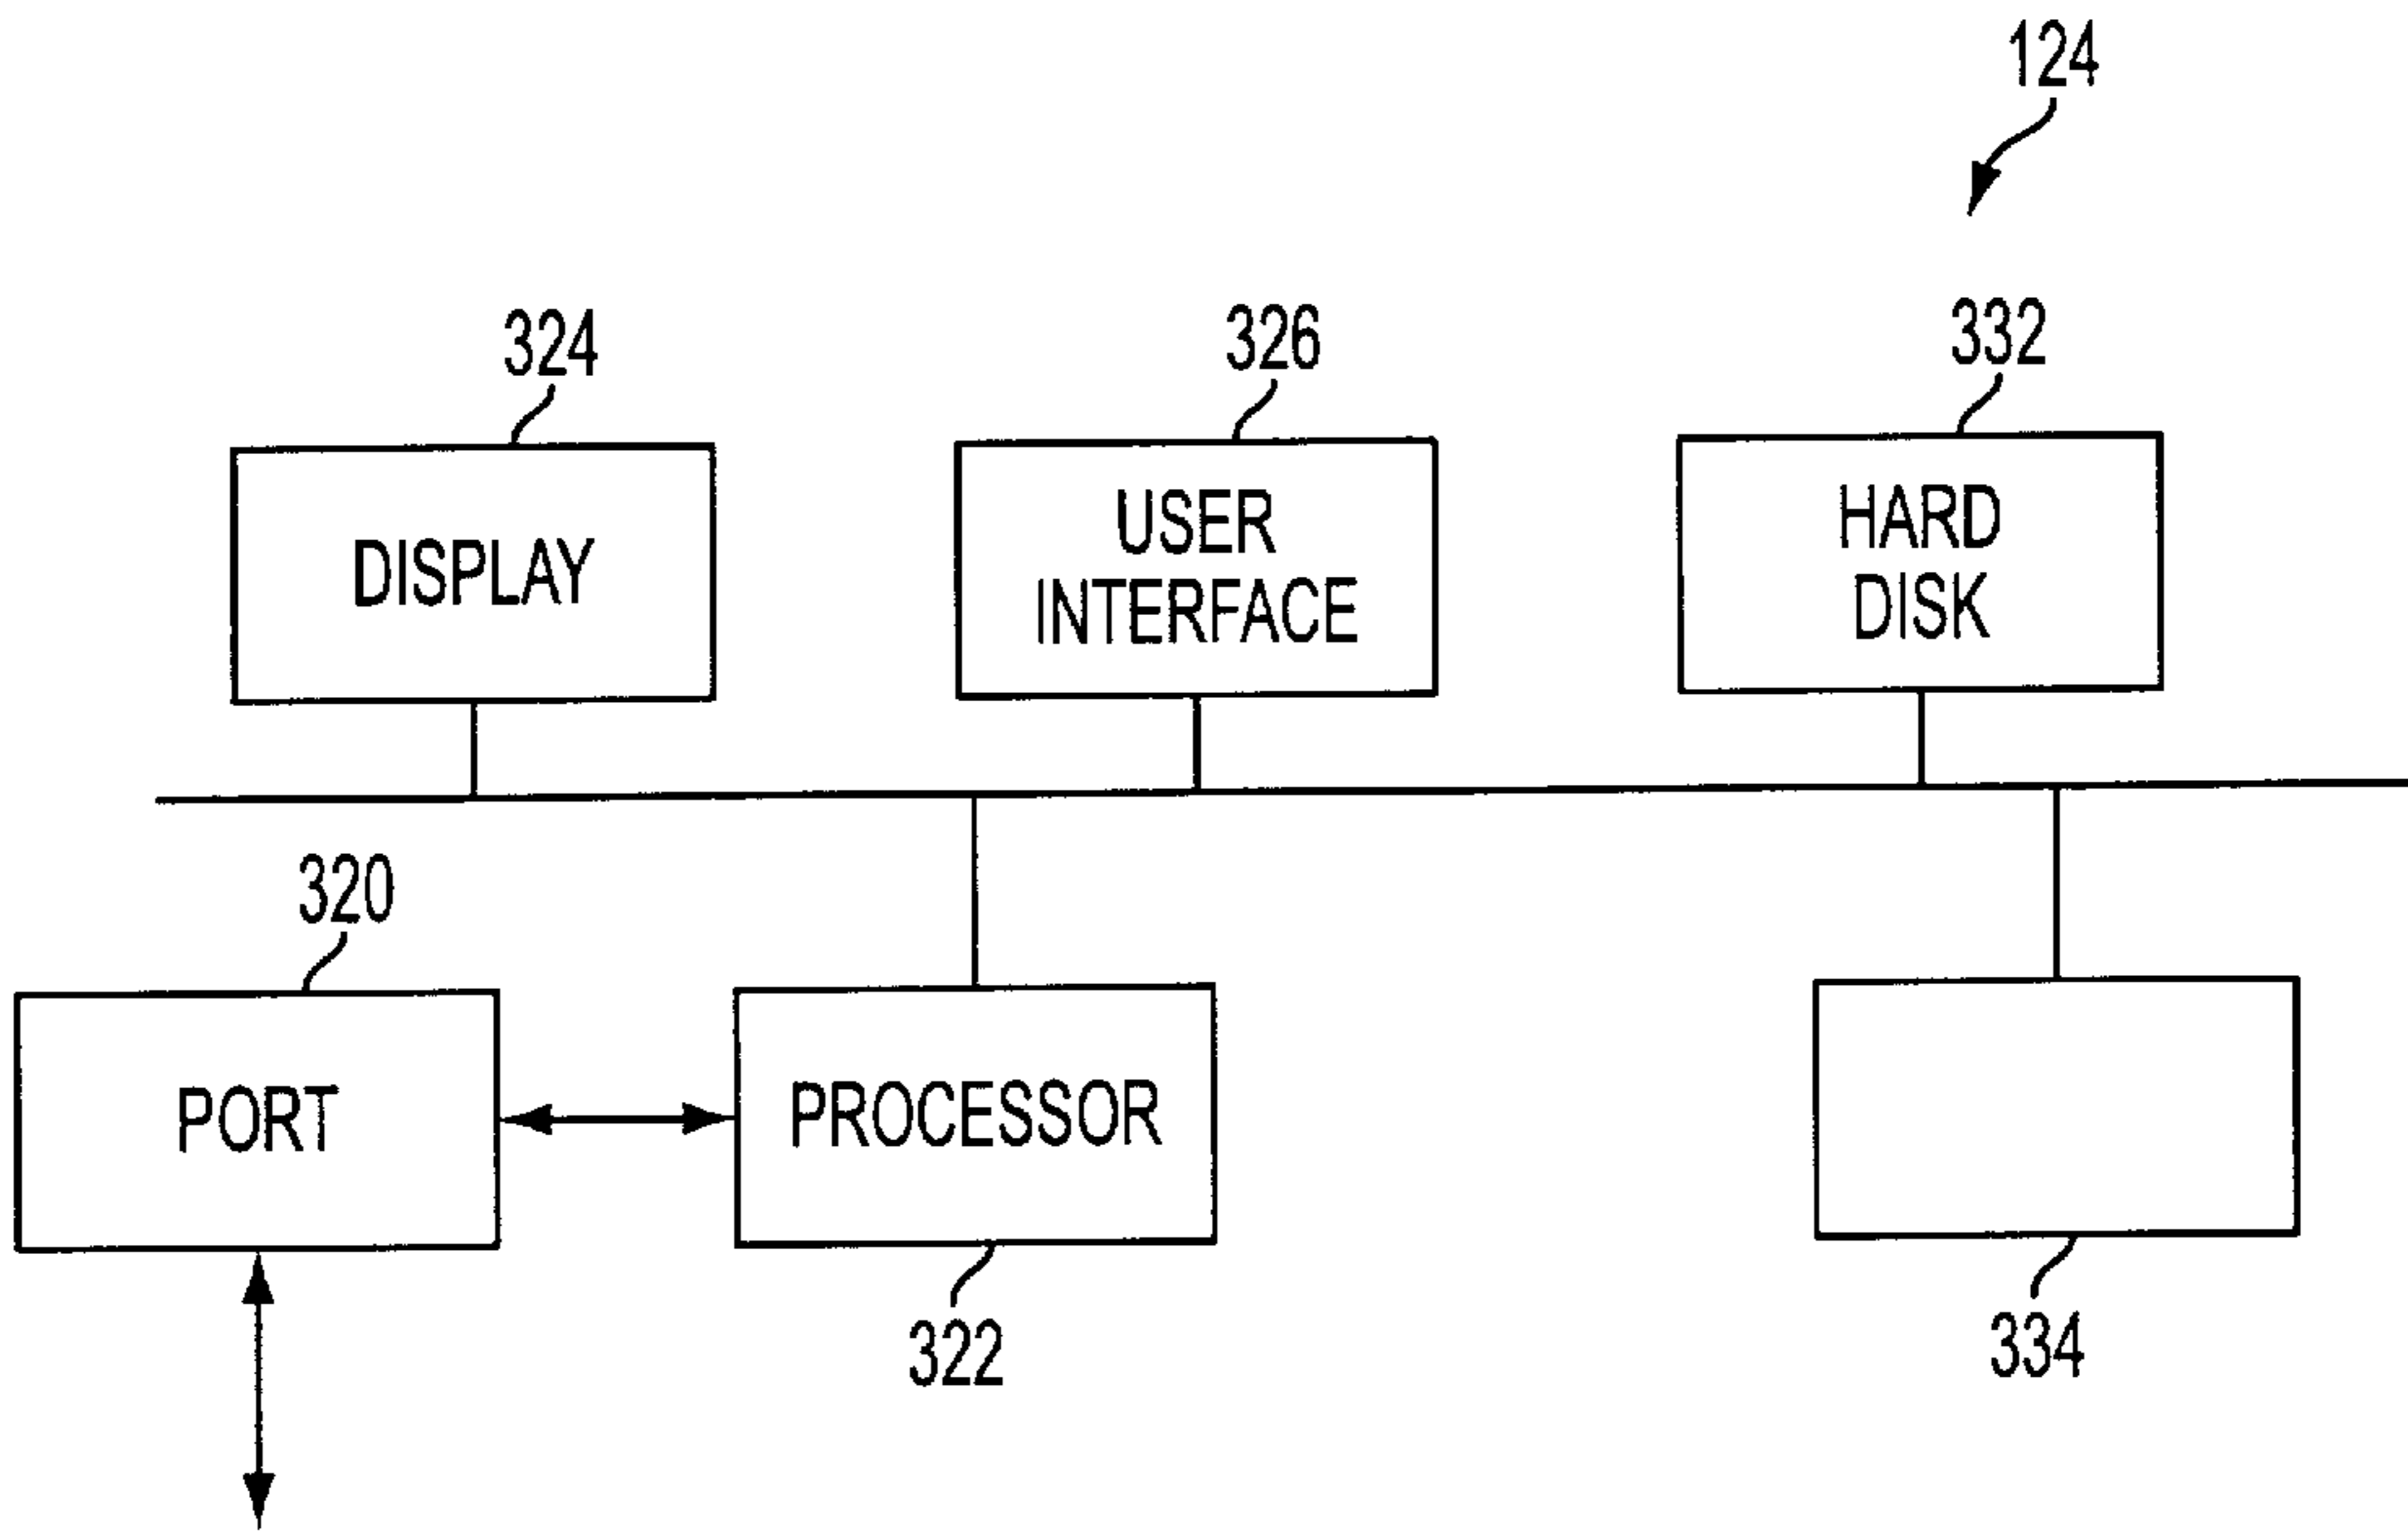 124
324
326
332
DISPLAY
USER
INTERFACE
HARD
DISK
320
PORT
PROCESSOR
322
334